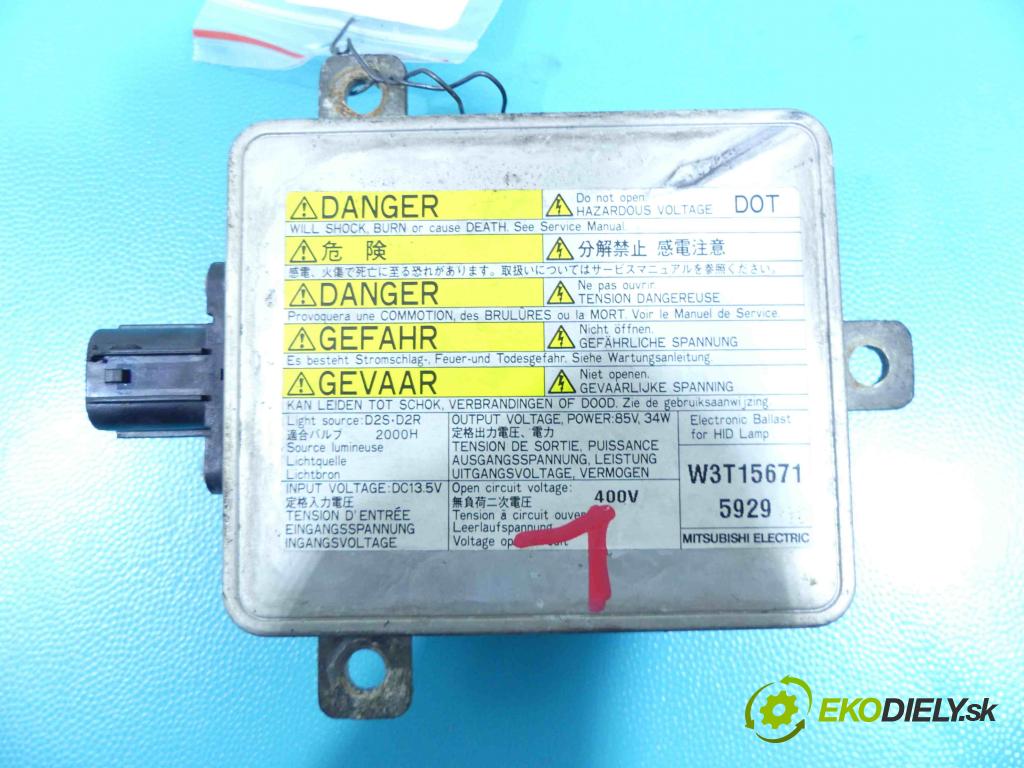 DANGER
Do not open.
HAZARDOUS VOLTAGE
DOT
WILL SHOCK, BURN or cause DEATH. See Service Manual.
危 険
分解禁止 感電注意
感電、火傷で死亡に至る恐れがあります。取扱いについてはサービスマニュアルを参照ください。
DANGER
Ne pas ouvrir.
TENSION DANGEREUSE
Provoquera une COMMOTION, des BRULÛRES ou la MORT. Voir le Manuel de Service.
GEFAHR
Nicht öffnen.
GEFÄHRLICHE SPANNUNG
Es besteht Stromschlag-, Feuer-und Todesgefahr. Siehe Wartungsanleitung.
GEVAAR
Niet openen.
GEVAARLIJKE SPANNING
KAN LEIDEN TOT SCHOK, VERBRANDINGEN OF DOOD. Zie de gebruiksaanwijzing
Light source:D2S·D2R
適合バルブ 2000H
Source lumineuse
Lichtquelle
Lichtbron
OUTPUT VOLTAGE, POWER:85V, 34W
定格出力電圧、電力
TENSION DE SORTIE, PUISSANCE
AUSGANGSSPANNUNG, LEISTUNG
UITGANGSVOLTAGE, VERMOGEN
Electronic Ballast
for HID Lamp
W3T15671
5929
MITSUBISHI ELECTRIC
INPUT VOLTAGE:DC13.5V
定格入力電圧
TENSION D'ENTRÉE
EINGANGSSPANNUNG
INGANGSVOLTAGE
Open circuit voltage:
無負荷二次電圧 400V
Tension à circuit ouver
Leerlaufspannung
Voltage op
1
EKODIELY.sk